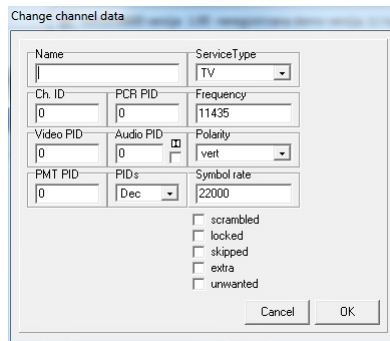 Change channel data
Name ServiceType
TV
Ch. ID PCR PID Frequency
0 0 11435
Video PID Audio PID Polarity
0 0 vert
PMT PID PIDs Symbol rate
0 Dec 22000
scrambled
locked
skipped
extra
unwanted
Cancel OK